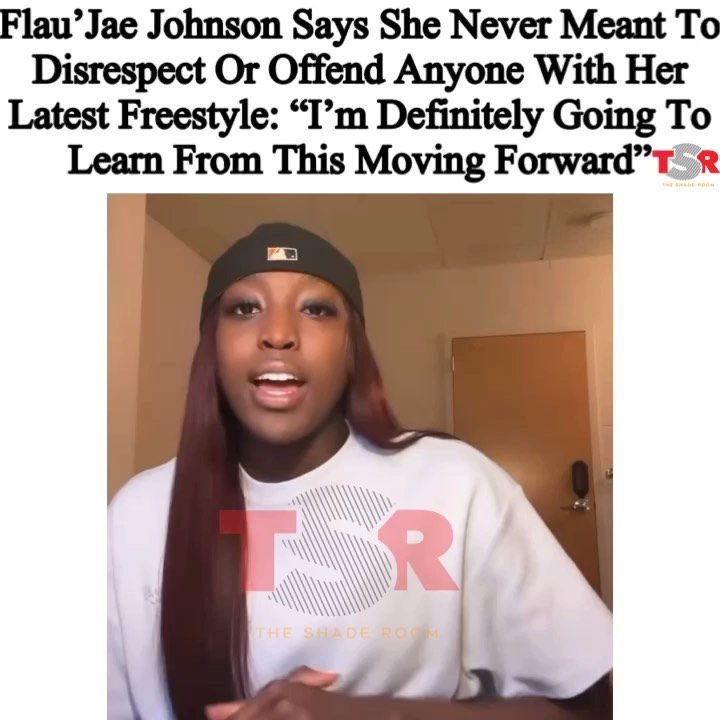 Flau’Jae Johnson Says She Never Meant To
Disrespect Or Offend Anyone With Her
Latest Freestyle: “I’m Definitely Going To
Learn From This Moving Forward”
TSR
THE SHADE ROOM
TSR
THE SHADE ROOM